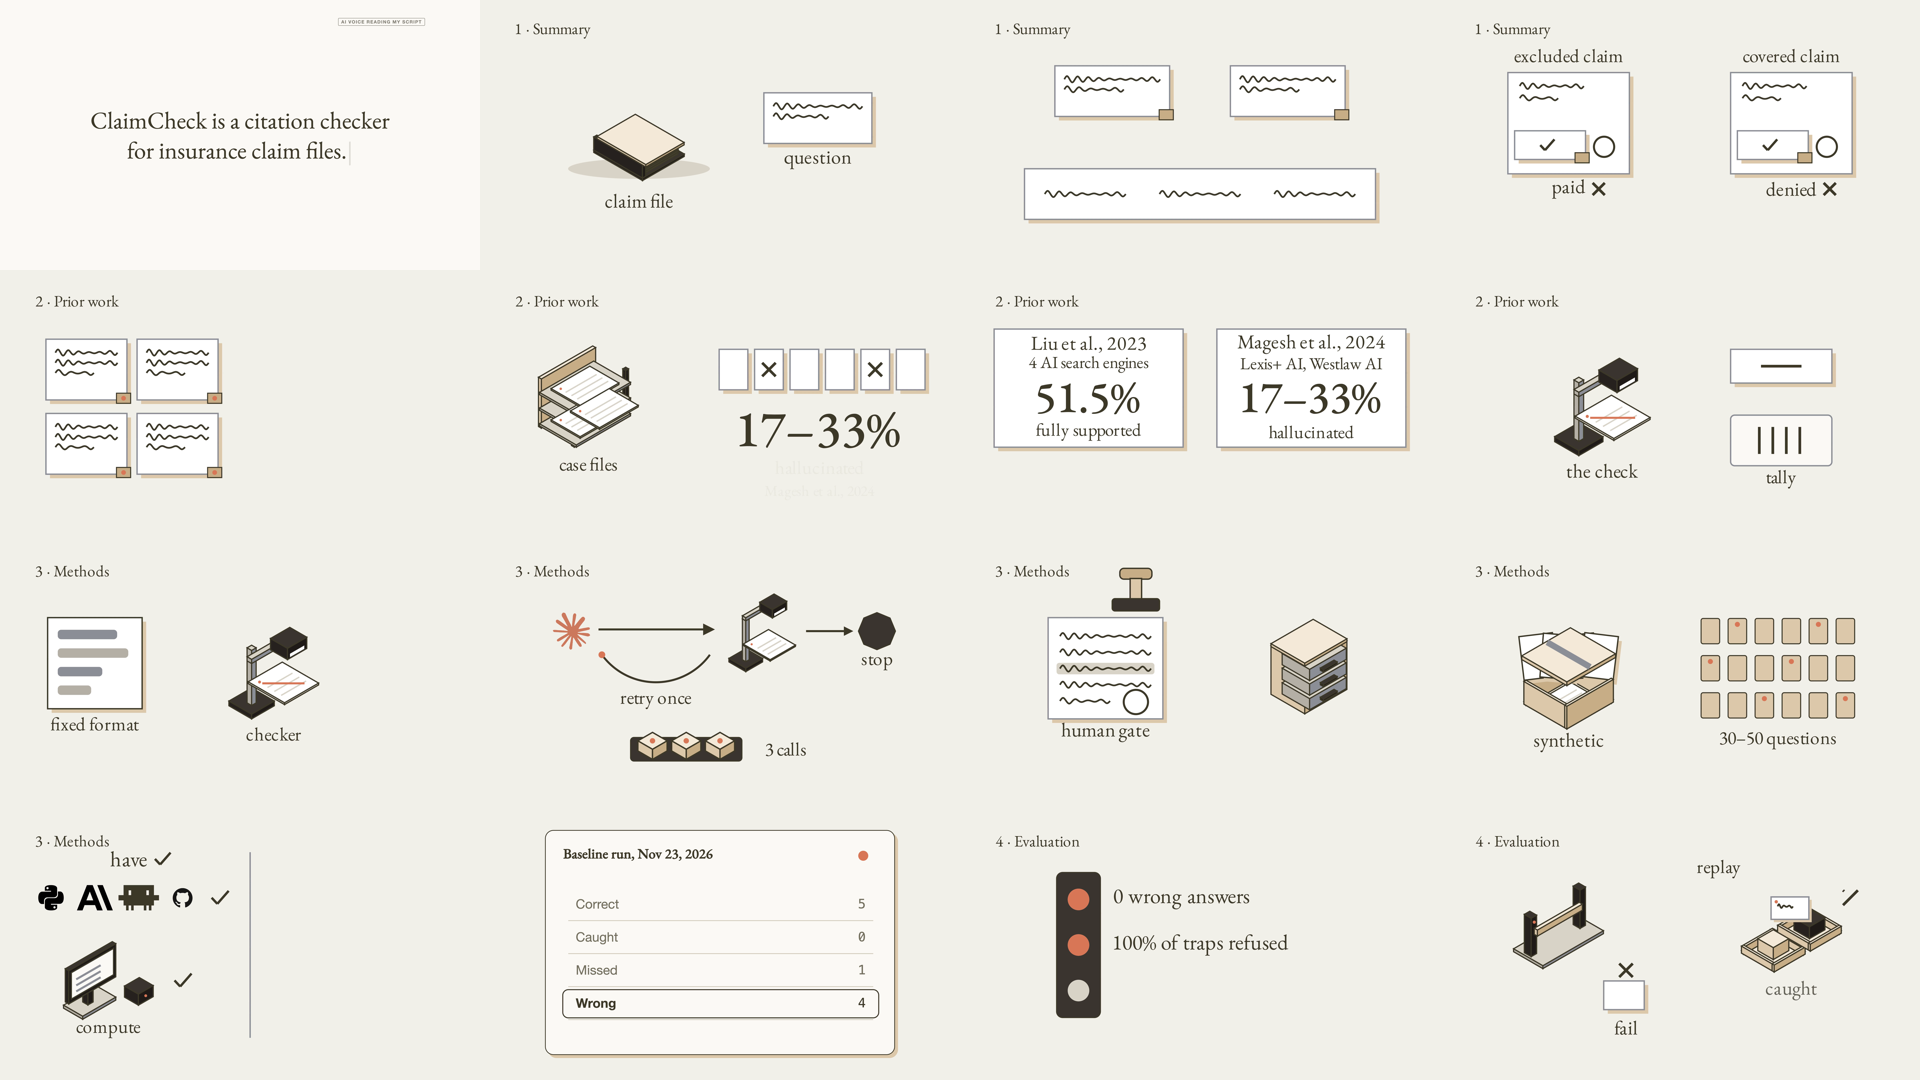 AI VOICE READING MY SCRIPT
ClaimCheck is a citation checker
for insurance claim files.
1 · Summary
claim file
question
1 · Summary
1 · Summary
excluded claim
covered claim
paid
denied
2 · Prior work
2 · Prior work
case files
17–33%
hallucinated
Magesh et al., 2024
2 · Prior work
Liu et al., 2023
4 AI search engines
51.5%
fully supported
Magesh et al., 2024
Lexis+ AI, Westlaw AI
17–33%
hallucinated
2 · Prior work
the check
tally
3 · Methods
fixed format
checker
3 · Methods
stop
retry once
3 calls
3 · Methods
human gate
3 · Methods
synthetic
30–50 questions
3 · Methods
have
compute
Baseline run, Nov 23, 2026
Correct 5
Caught 0
Missed 1
Wrong 4
4 · Evaluation
0 wrong answers
100% of traps refused
4 · Evaluation
replay
caught
fail